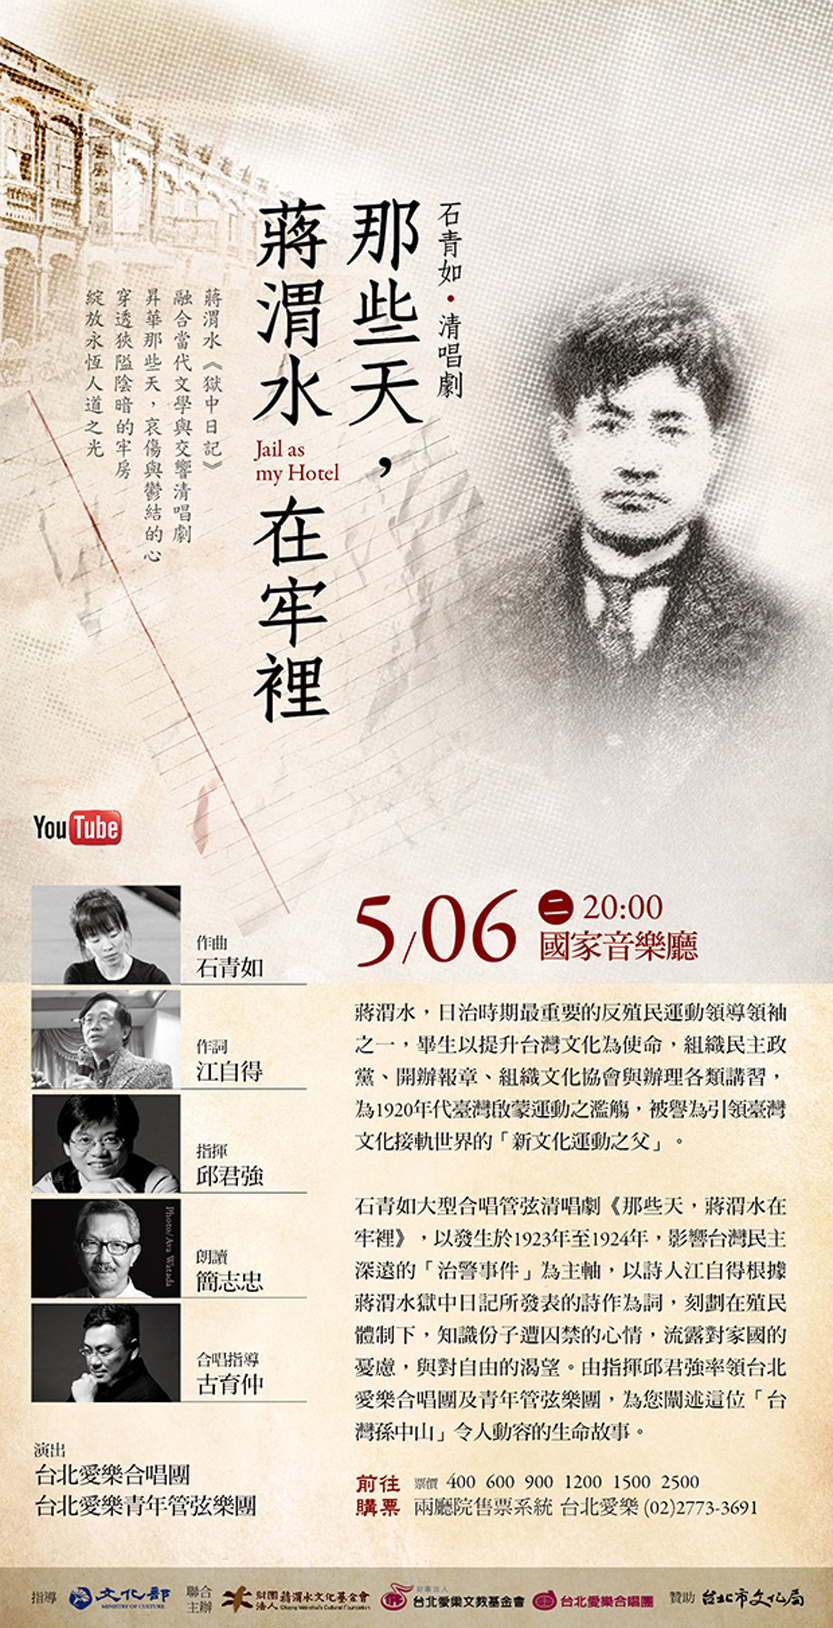 石青如・清唱劇
那些天，
蔣渭水在牢裡
Jail as
my Hotel
蔣渭水《獄中日記》
融合當代文學與交響清唱劇
昇華那些天，哀傷與鬱結的心
穿透狹隘陰暗的牢房
綻放永恆人道之光
YouTube
作曲
石青如
作詞
江自得
指揮
邱君強
Photo/Ava Watada
朗讀
簡志忠
合唱指導
古育仲
演出
台北愛樂合唱團
台北愛樂青年管弦樂團
5/06 二 20:00
國家音樂廳
蔣渭水，日治時期最重要的反殖民運動領導領袖
之一，畢生以提升台灣文化為使命，組織民主政
黨、開辦報章、組織文化協會與辦理各類講習，
為1920年代臺灣啟蒙運動之濫觴，被譽為引領臺灣
文化接軌世界的「新文化運動之父」。
石青如大型合唱管弦清唱劇《那些天，蔣渭水在
牢裡》，以發生於1923年至1924年，影響台灣民主
深遠的「治警事件」為主軸，以詩人江自得根據
蔣渭水獄中日記所發表的詩作為詞，刻劃在殖民
體制下，知識份子遭囚禁的心情，流露對家國的
憂慮，與對自由的渴望。由指揮邱君強率領台北
愛樂合唱團及青年管弦樂團，為您闡述這位「台
灣孫中山」令人動容的生命故事。
前往
購票
票價 400 600 900 1200 1500 2500
兩廳院售票系統 台北愛樂 (02)2773-3691
指導
文化部
MINISTRY OF CULTURE
聯合
主辦
財團
法人
蔣渭水文化基金會
Chiang Wei-shui's Cultural Foundation
財團法人
台北愛樂文教基金會
台北愛樂合唱團
贊助
台北市文化局